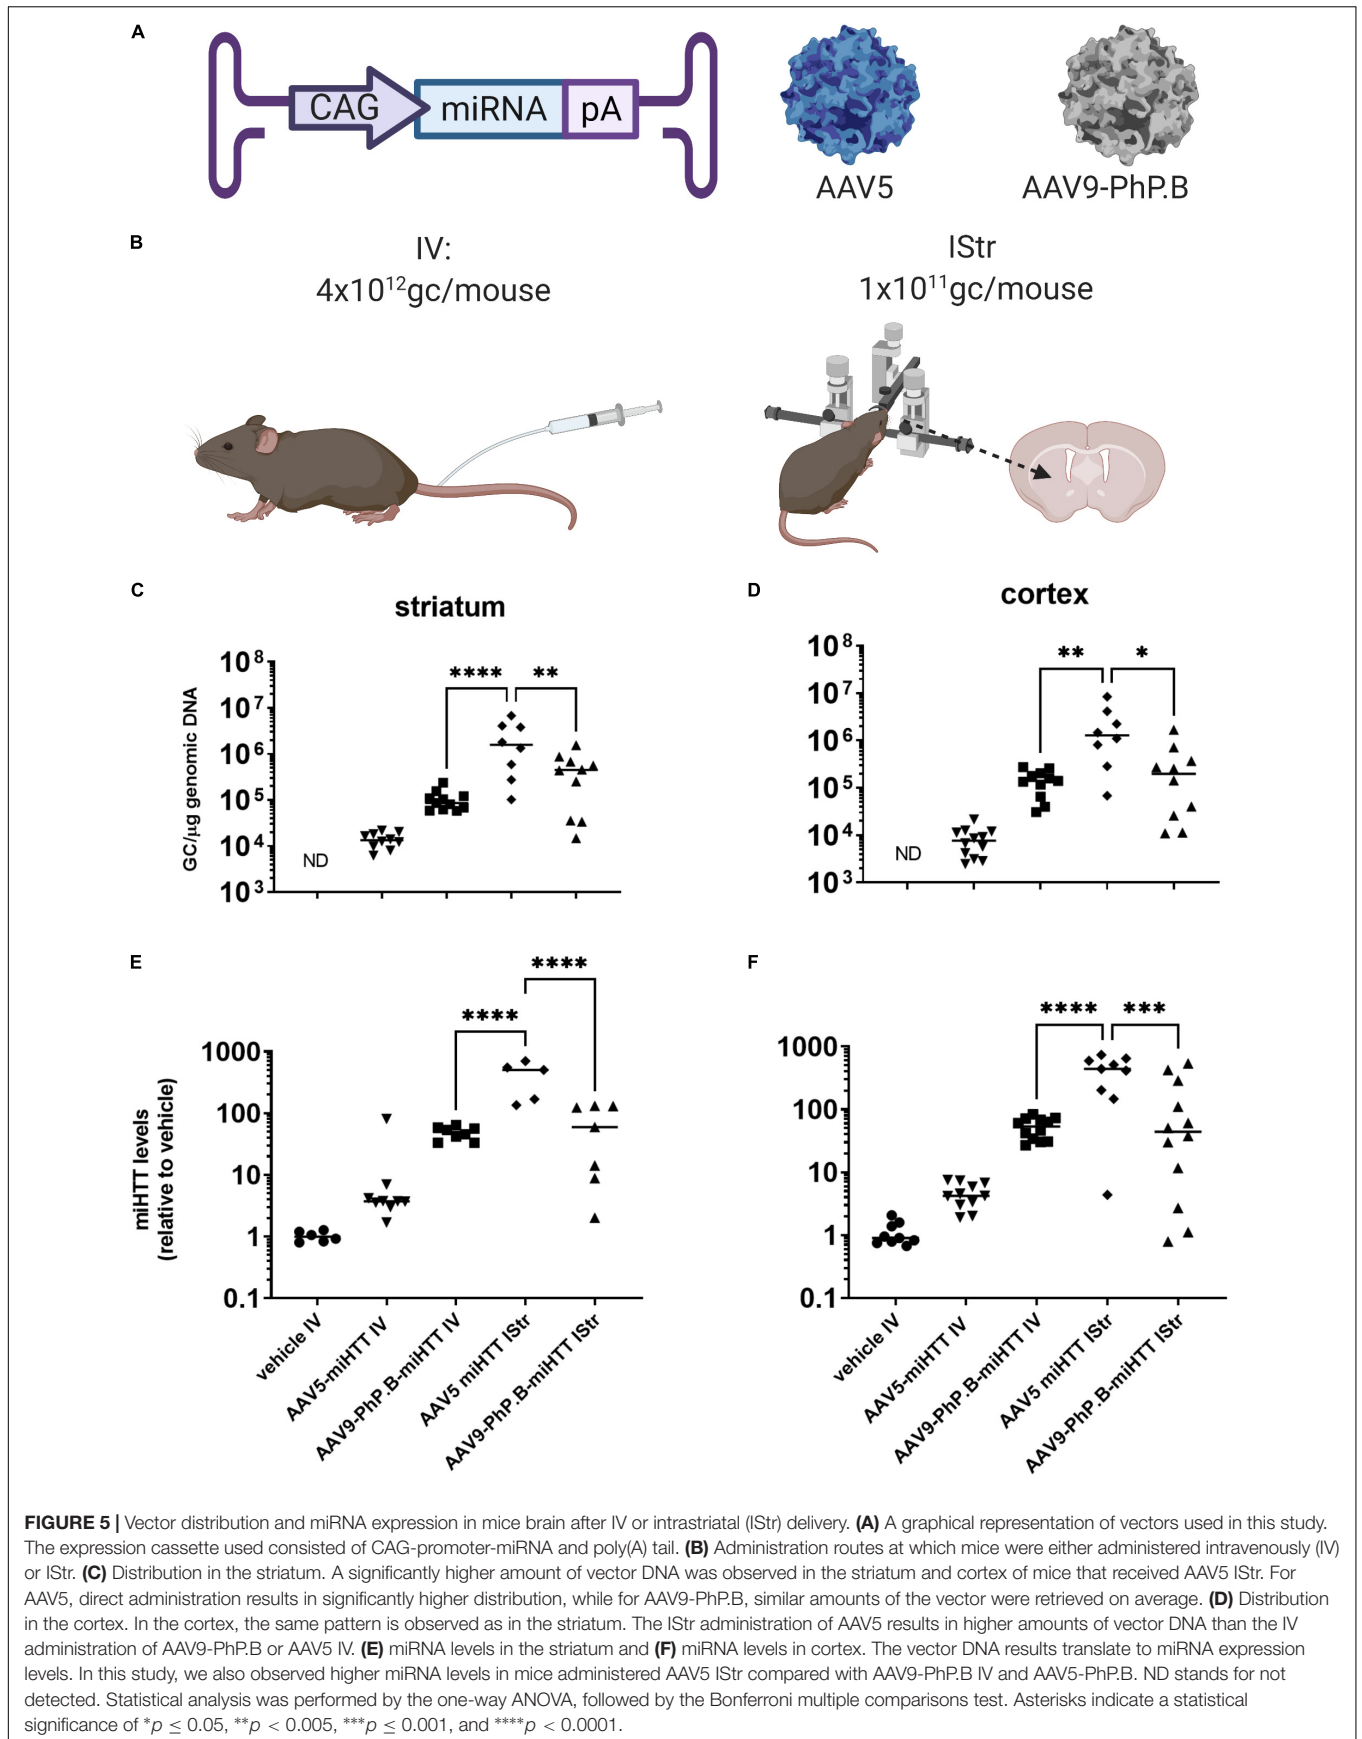 A
CAG
miRNA
pA
AAV5
AAV9-PhP.B
B
IV:
4x10¹²gc/mouse
IStr
1x10¹¹gc/mouse
C
striatum
GC/µg genomic DNA
10⁸
10⁷
10⁶
10⁵
10⁴
10³
ND
****
**
D
cortex
10⁸
10⁷
10⁶
10⁵
10⁴
10³
ND
**
*
E
miHTT levels
(relative to vehicle)
1000
100
10
1
0.1
****
****
vehicle IV
AAV5-miHTT IV
AAV9-PhP.B-miHTT IV
AAV5 miHTT IStr
AAV9-PhP.B-miHTT IStr
F
1000
100
10
1
0.1
****
***
vehicle IV
AAV5-miHTT IV
AAV9-PhP.B-miHTT IV
AAV5 miHTT IStr
AAV9-PhP.B-miHTT IStr
FIGURE 5 | Vector distribution and miRNA expression in mice brain after IV or intrastriatal (IStr) delivery. (A) A graphical representation of vectors used in this study.
The expression cassette used consisted of CAG-promoter-miRNA and poly(A) tail. (B) Administration routes at which mice were either administered intravenously (IV)
or IStr. (C) Distribution in the striatum. A significantly higher amount of vector DNA was observed in the striatum and cortex of mice that received AAV5 IStr. For
AAV5, direct administration results in significantly higher distribution, while for AAV9-PhP.B, similar amounts of the vector were retrieved on average. (D) Distribution
in the cortex. In the cortex, the same pattern is observed as in the striatum. The IStr administration of AAV5 results in higher amounts of vector DNA than the IV
administration of AAV9-PhP.B or AAV5 IV. (E) miRNA levels in the striatum and (F) miRNA levels in cortex. The vector DNA results translate to miRNA expression
levels. In this study, we also observed higher miRNA levels in mice administered AAV5 IStr compared with AAV9-PhP.B IV and AAV5-PhP.B. ND stands for not
detected. Statistical analysis was performed by the one-way ANOVA, followed by the Bonferroni multiple comparisons test. Asterisks indicate a statistical
significance of *p ≤ 0.05, **p < 0.005, ***p ≤ 0.001, and ****p < 0.0001.